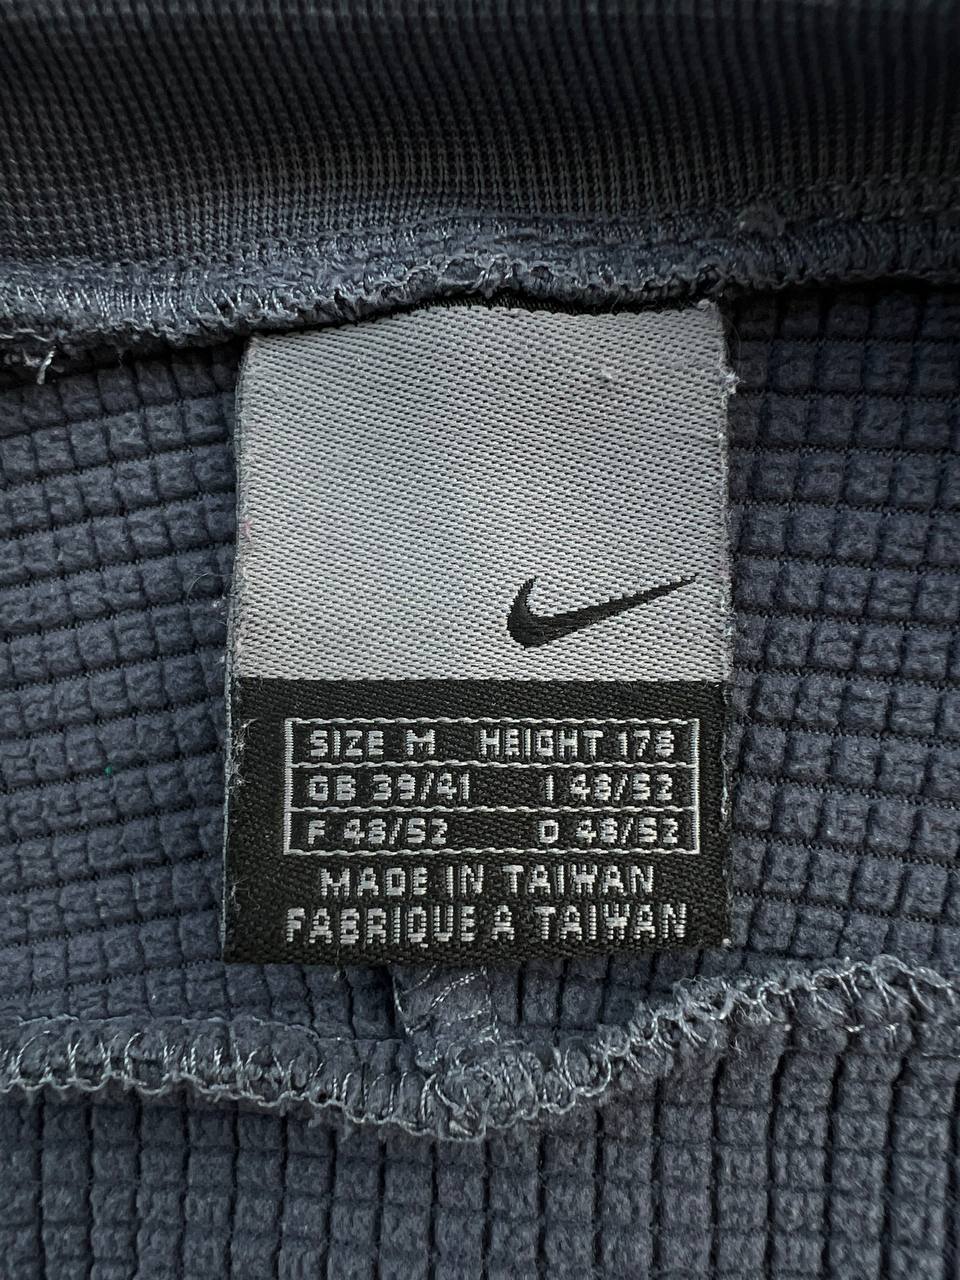 SIZE M HEIGHT 178
GB 39/41 I 48/52
F 48/52 D 48/52
MADE IN TAIWAN
FABRIQUE A TAIWAN